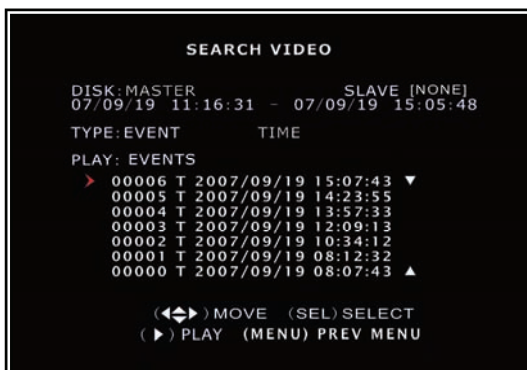 SEARCH VIDEO
DISK:MASTER SLAVE [NONE]
07/09/19 11:16:31 - 07/09/19 15:05:48
TYPE:EVENT TIME
PLAY: EVENTS
00006 T 2007/09/19 15:07:43 ▼
00005 T 2007/09/19 14:23:55
00004 T 2007/09/19 13:57:33
00003 T 2007/09/19 12:09:13
00002 T 2007/09/19 10:34:12
00001 T 2007/09/19 08:12:32
00000 T 2007/09/19 08:07:43 ▲
(◀◆▶) MOVE (SEL) SELECT
(▶) PLAY (MENU) PREV MENU